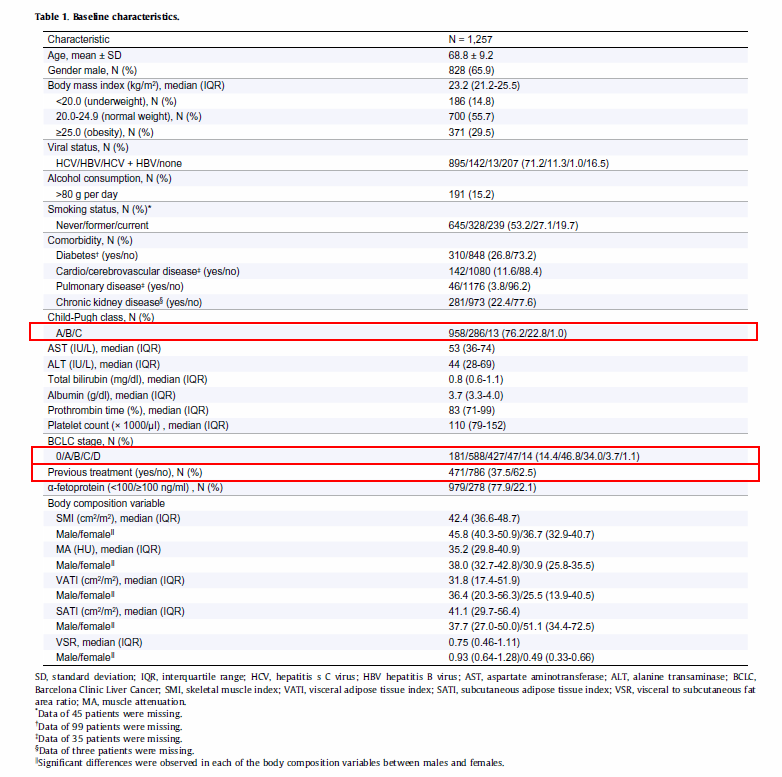 Table 1. Baseline characteristics.
Characteristic N = 1,257
Age, mean ± SD 68.8 ± 9.2
Gender male, N (%) 828 (65.9)
Body mass index (kg/m²), median (IQR) 23.2 (21.2-25.5)
<20.0 (underweight), N (%) 186 (14.8)
20.0-24.9 (normal weight), N (%) 700 (55.7)
≥25.0 (obesity), N (%) 371 (29.5)
Viral status, N (%)
HCV/HBV/HCV + HBV/none 895/142/13/207 (71.2/11.3/1.0/16.5)
Alcohol consumption, N (%)
>80 g per day 191 (15.2)
Smoking status, N (%)*
Never/former/current 645/328/239 (53.2/27.1/19.7)
Comorbidity, N (%)
Diabetes† (yes/no) 310/848 (26.8/73.2)
Cardio/cerebrovascular disease‡ (yes/no) 142/1080 (11.6/88.4)
Pulmonary disease‡ (yes/no) 46/1176 (3.8/96.2)
Chronic kidney disease§ (yes/no) 281/973 (22.4/77.6)
Child-Pugh class, N (%)
A/B/C 958/286/13 (76.2/22.8/1.0)
AST (IU/L), median (IQR) 53 (36-74)
ALT (IU/L), median (IQR) 44 (28-69)
Total bilirubin (mg/dl), median (IQR) 0.8 (0.6-1.1)
Albumin (g/dl), median (IQR) 3.7 (3.3-4.0)
Prothrombin time (%), median (IQR) 83 (71-99)
Platelet count (× 1000/µl) , median (IQR) 110 (79-152)
BCLC stage, N (%)
0/A/B/C/D 181/588/427/47/14 (14.4/46.8/34.0/3.7/1.1)
Previous treatment (yes/no), N (%) 471/786 (37.5/62.5)
α-fetoprotein (<100/≥100 ng/ml) , N (%) 979/278 (77.9/22.1)
Body composition variable
SMI (cm²/m²), median (IQR) 42.4 (36.6-48.7)
Male/female‖ 45.8 (40.3-50.9)/36.7 (32.9-40.7)
MA (HU), median (IQR) 35.2 (29.8-40.9)
Male/female‖ 38.0 (32.7-42.8)/30.9 (25.8-35.5)
VATI (cm²/m²), median (IQR) 31.8 (17.4-51.9)
Male/female‖ 36.4 (20.3-56.3)/25.5 (13.9-40.5)
SATI (cm²/m²), median (IQR) 41.1 (29.7-56.4)
Male/female‖ 37.7 (27.0-50.0)/51.1 (34.4-72.5)
VSR, median (IQR) 0.75 (0.46-1.11)
Male/female‖ 0.93 (0.64-1.28)/0.49 (0.33-0.66)
SD, standard deviation; IQR, interquartile range; HCV, hepatitis s C virus; HBV hepatitis B virus; AST, aspartate aminotransferase; ALT, alanine transaminase; BCLC,
Barcelona Clinic Liver Cancer; SMI, skeletal muscle index; VATI, visceral adipose tissue index; SATI, subcutaneous adipose tissue index; VSR, visceral to subcutaneous fat
area ratio; MA, muscle attenuation.
*Data of 45 patients were missing.
†Data of 99 patients were missing.
‡Data of 35 patients were missing.
§Data of three patients were missing.
‖Significant differences were observed in each of the body composition variables between males and females.